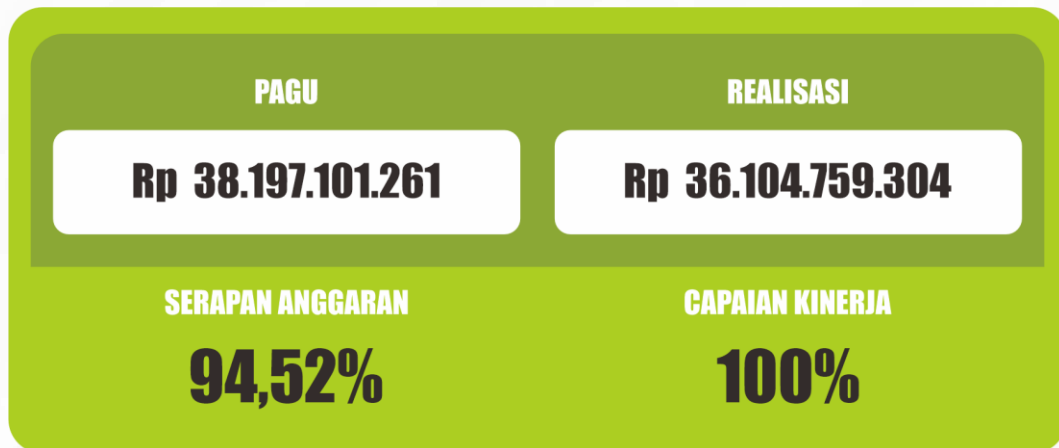 PAGU
Rp 38.197.101.261
REALISASI
Rp 36.104.759.304
SERAPAN ANGGARAN
94,52%
CAPAIAN KINERJA
100%